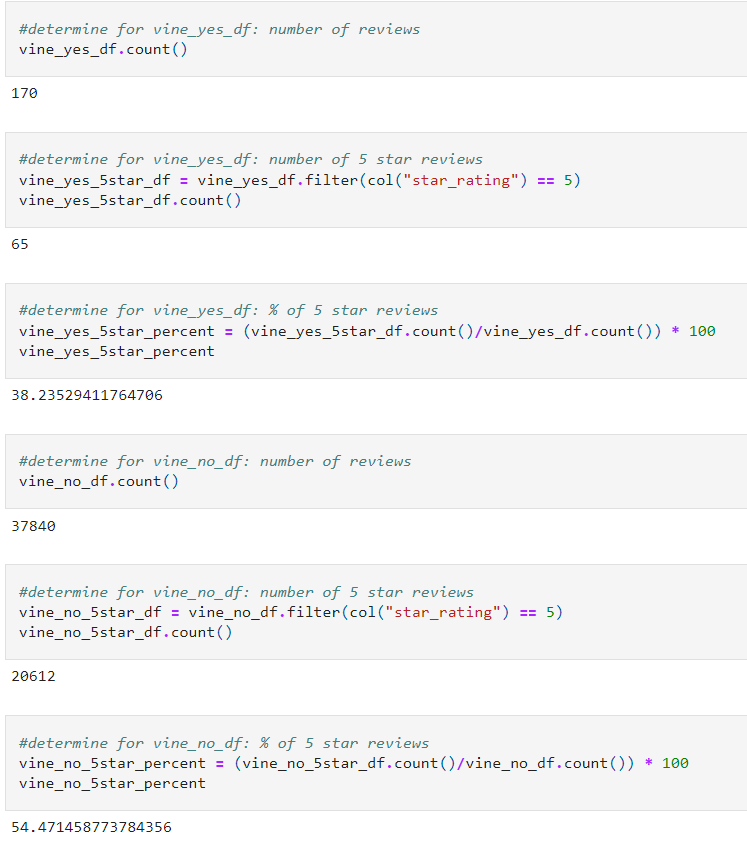 #determine for vine_yes_df: number of reviews
vine_yes_df.count()
170
#determine for vine_yes_df: number of 5 star reviews
vine_yes_5star_df = vine_yes_df.filter(col("star_rating") == 5)
vine_yes_5star_df.count()
65
#determine for vine_yes_df: % of 5 star reviews
vine_yes_5star_percent = (vine_yes_5star_df.count()/vine_yes_df.count()) * 100
vine_yes_5star_percent
38.23529411764706
#determine for vine_no_df: number of reviews
vine_no_df.count()
37840
#determine for vine_no_df: number of 5 star reviews
vine_no_5star_df = vine_no_df.filter(col("star_rating") == 5)
vine_no_5star_df.count()
20612
#determine for vine_no_df: % of 5 star reviews
vine_no_5star_percent = (vine_no_5star_df.count()/vine_no_df.count()) * 100
vine_no_5star_percent
54.471458773784356